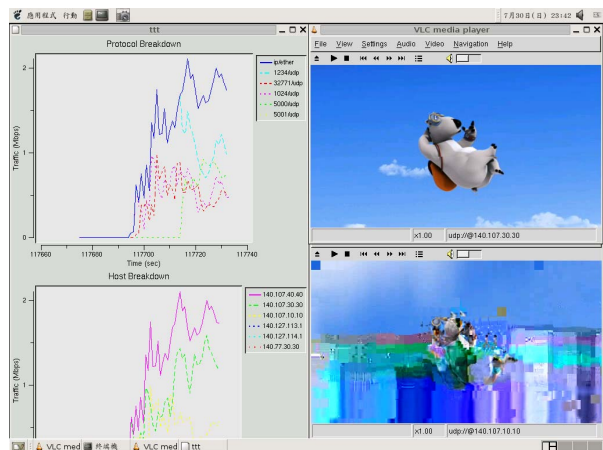 應用程式 行動
7月30日(日) 23:42
ttt
Protocol Breakdown
ip/ether
1234/udp
32771/udp
1024/udp
5000/udp
5001/udp
2
1
0
Traffic (Mbps)
117660 117680 117700 117720 117740
Time (sec)
Host Breakdown
140.107.40.40
140.107.30.30
140.107.10.10
140.127.113.1
140.127.114.1
140.77.30.30
2
1
Traffic (Mbps)
VLC media player
File View Settings Audio Video Navigation Help
x1.00 udp://@140.107.30.30
x1.00 udp://@140.107.10.10
VLC med 終端機 VLC med ttt